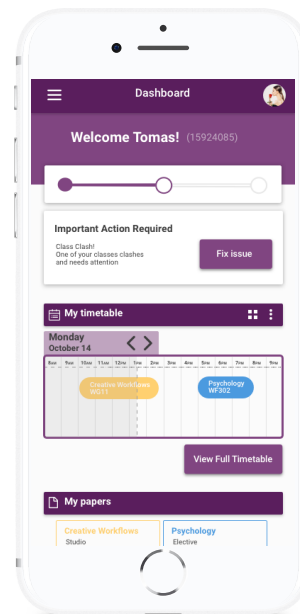 Dashboard
Welcome Tomas! (15924085)
Important Action Required
Class Clash!
One of your classes clashes
and needs attention
Fix issue
My timetable
Monday
October 14
8AM 9AM 10AM 11AM 12PM 1PM 2PM 3PM 4PM 5PM 6PM 7PM 8PM 9PM
Creative Workflows
WG11
Psychology
WF302
View Full Timetable
My papers
Creative Workflows
Studio
Psychology
Elective